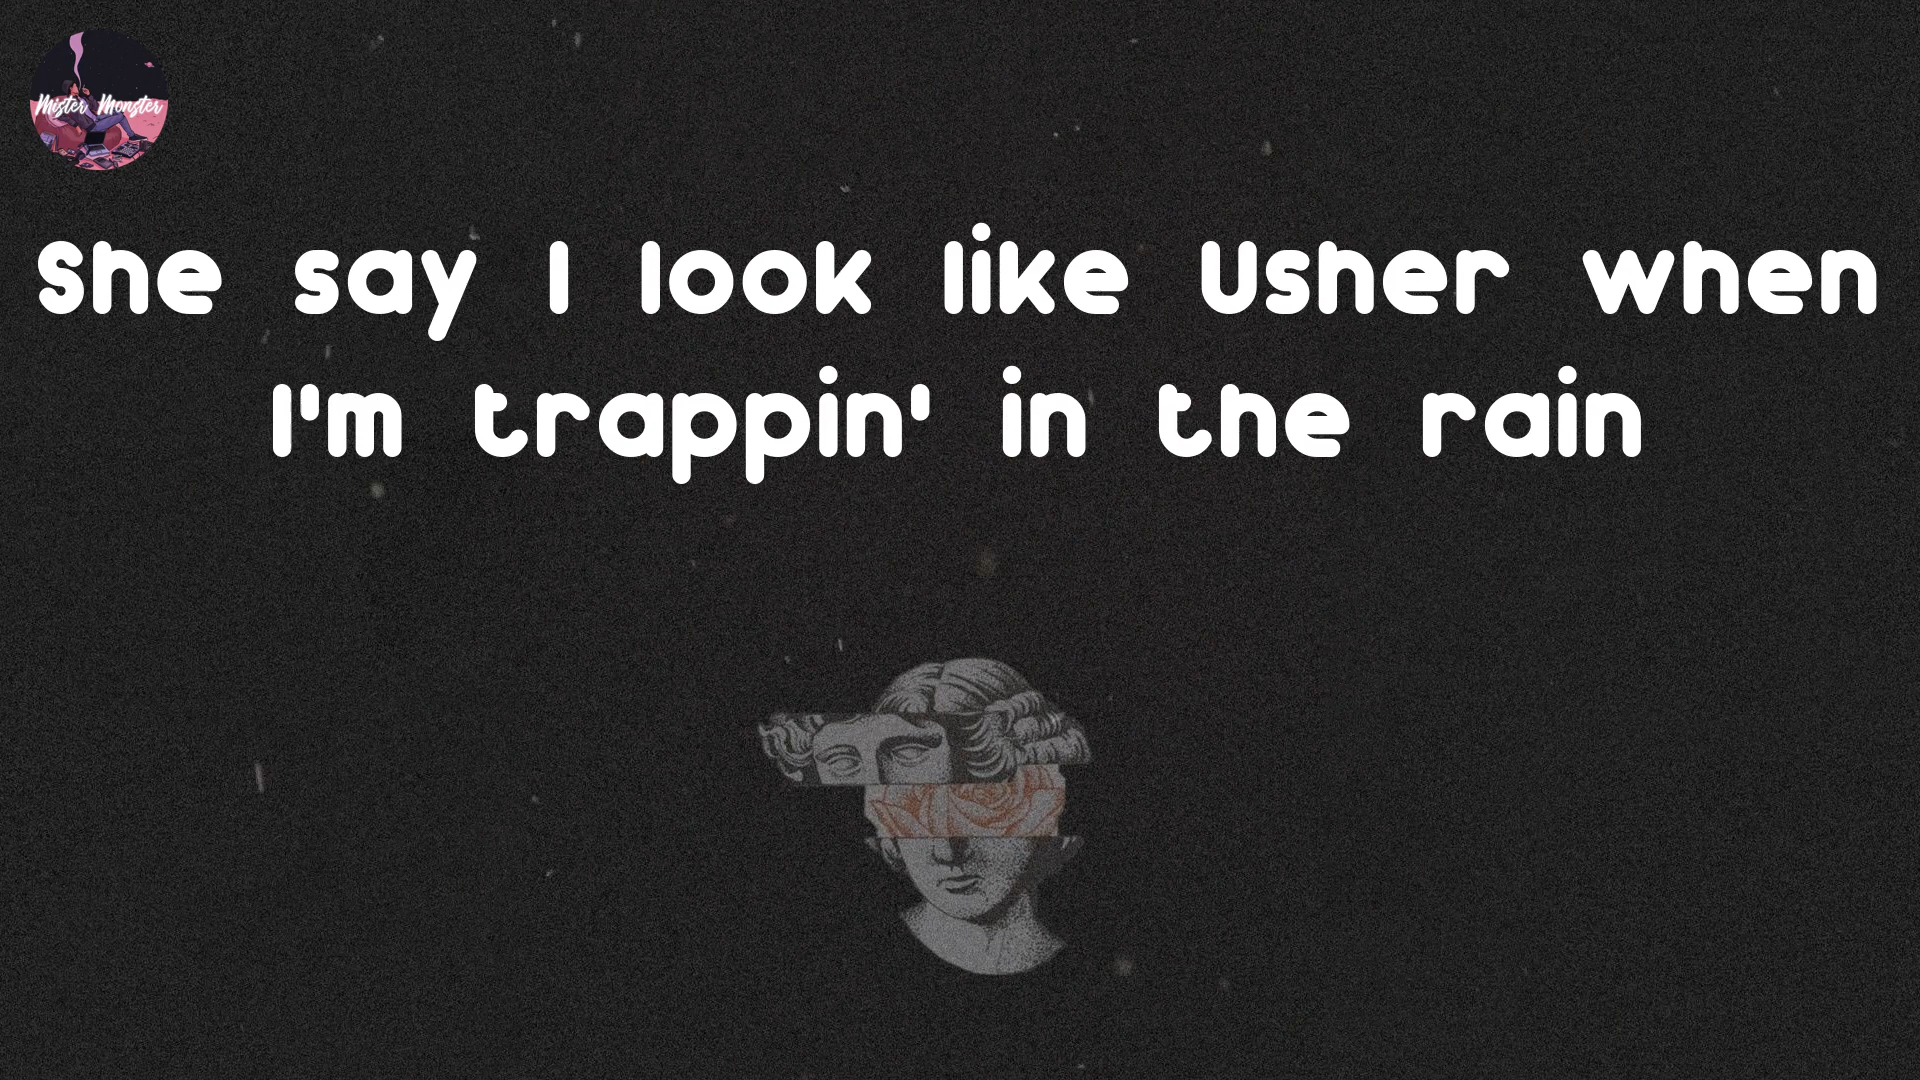 Mister Monster
She say I look like Usher when
I'm trappin' in the rain